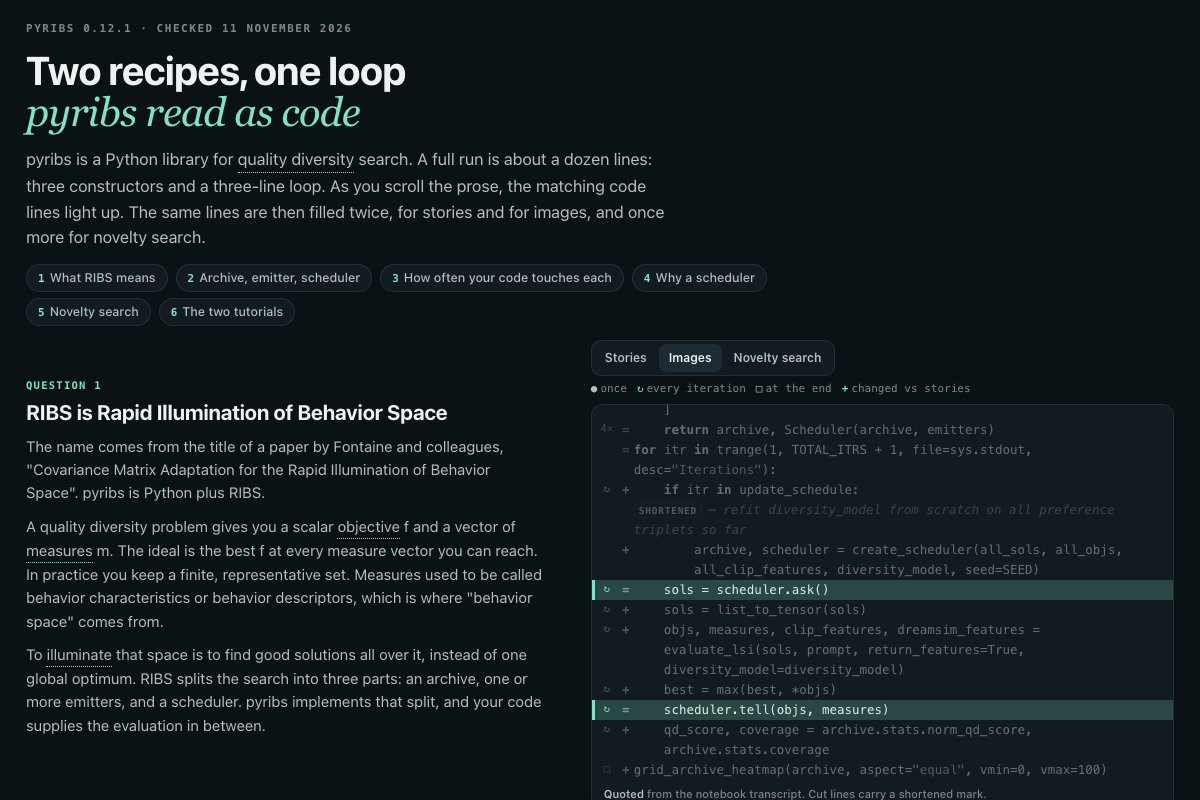 PYRIBS 0.12.1 · CHECKED 11 NOVEMBER 2026
Two recipes, one loop
pyribs read as code
pyribs is a Python library for quality diversity search. A full run is about a dozen lines:
three constructors and a three-line loop. As you scroll the prose, the matching code
lines light up. The same lines are then filled twice, for stories and for images, and once
more for novelty search.
1 What RIBS means
2 Archive, emitter, scheduler
3 How often your code touches each
4 Why a scheduler
5 Novelty search
6 The two tutorials
Stories Images Novelty search
● once ↻ every iteration □ at the end + changed vs stories
QUESTION 1
RIBS is Rapid Illumination of Behavior Space
The name comes from the title of a paper by Fontaine and colleagues,
"Covariance Matrix Adaptation for the Rapid Illumination of Behavior
Space". pyribs is Python plus RIBS.
A quality diversity problem gives you a scalar objective f and a vector of
measures m. The ideal is the best f at every measure vector you can reach.
In practice you keep a finite, representative set. Measures used to be called
behavior characteristics or behavior descriptors, which is where "behavior
space" comes from.
To illuminate that space is to find good solutions all over it, instead of one
global optimum. RIBS splits the search into three parts: an archive, one or
more emitters, and a scheduler. pyribs implements that split, and your code
supplies the evaluation in between.
]
4× = return archive, Scheduler(archive, emitters)
= for itr in trange(1, TOTAL_ITRS + 1, file=sys.stdout,
desc="Iterations"):
↻ + if itr in update_schedule:
SHORTENED ⋯ refit diversity_model from scratch on all preference
triplets so far
+ archive, scheduler = create_scheduler(all_sols, all_objs,
all_clip_features, diversity_model, seed=SEED)
↻ = sols = scheduler.ask()
↻ + sols = list_to_tensor(sols)
↻ + objs, measures, clip_features, dreamsim_features =
evaluate_lsi(sols, prompt, return_features=True,
diversity_model=diversity_model)
↻ + best = max(best, *objs)
↻ = scheduler.tell(objs, measures)
↻ + qd_score, coverage = archive.stats.norm_qd_score,
archive.stats.coverage
□ + grid_archive_heatmap(archive, aspect="equal", vmin=0, vmax=100)
Quoted from the notebook transcript. Cut lines carry a shortened mark.